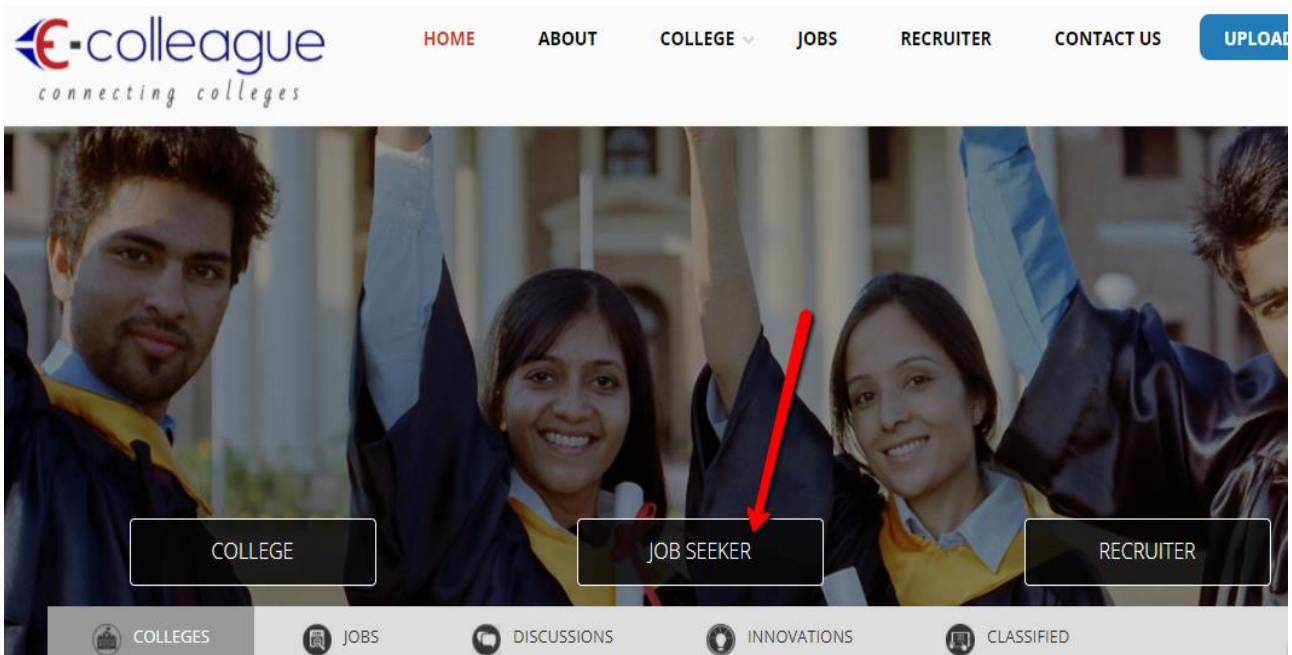 E-colleague
connecting colleges
HOME ABOUT COLLEGE JOBS RECRUITER CONTACT US UPLOAD
COLLEGE JOB SEEKER RECRUITER
COLLEGES JOBS DISCUSSIONS INNOVATIONS CLASSIFIED